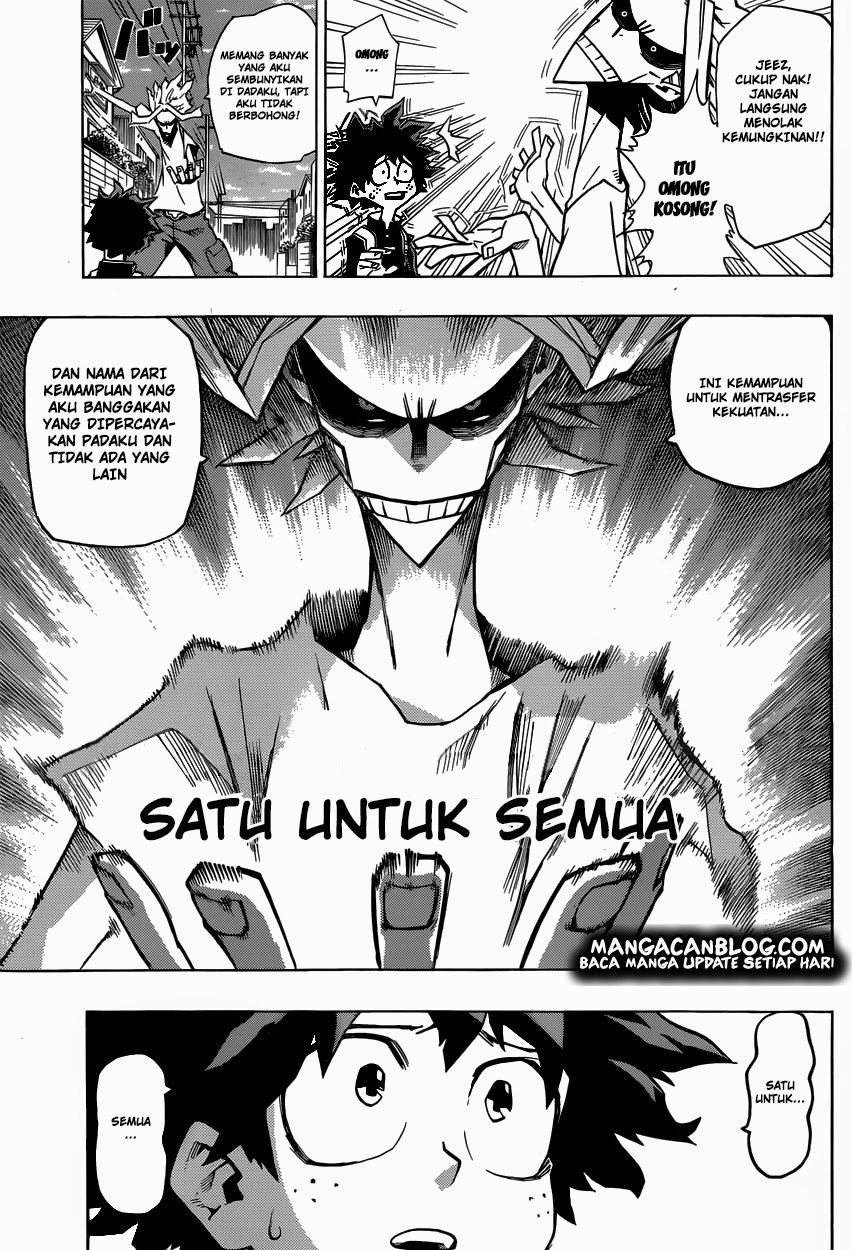 JEEZ,
CUKUP NAK!
JANGAN
LANGSUNG
MENOLAK
KEMUNGKINAN!!
ITU
OMONG
KOSONG!
OMONG
...
MEMANG BANYAK
YANG AKU
SEMBUNYIKAN
DI DADAKU, TAPI
AKU TIDAK
BERBOHONG!
バッ
INI KEMAMPUAN
UNTUK MENTRASFER
KEKUATAN...
DAN NAMA DARI
KEMAMPUAN YANG
AKU BANGGAKAN
YANG DIPERCAYA-
KAN PADAKU DAN
TIDAK ADA YANG
LAIN
SATU UNTUK SEMUA
MANGACANBLOG.COM
BACA MANGA UPDATE SETIAP HARI
SATU
UNTUK...
SEMUA
...